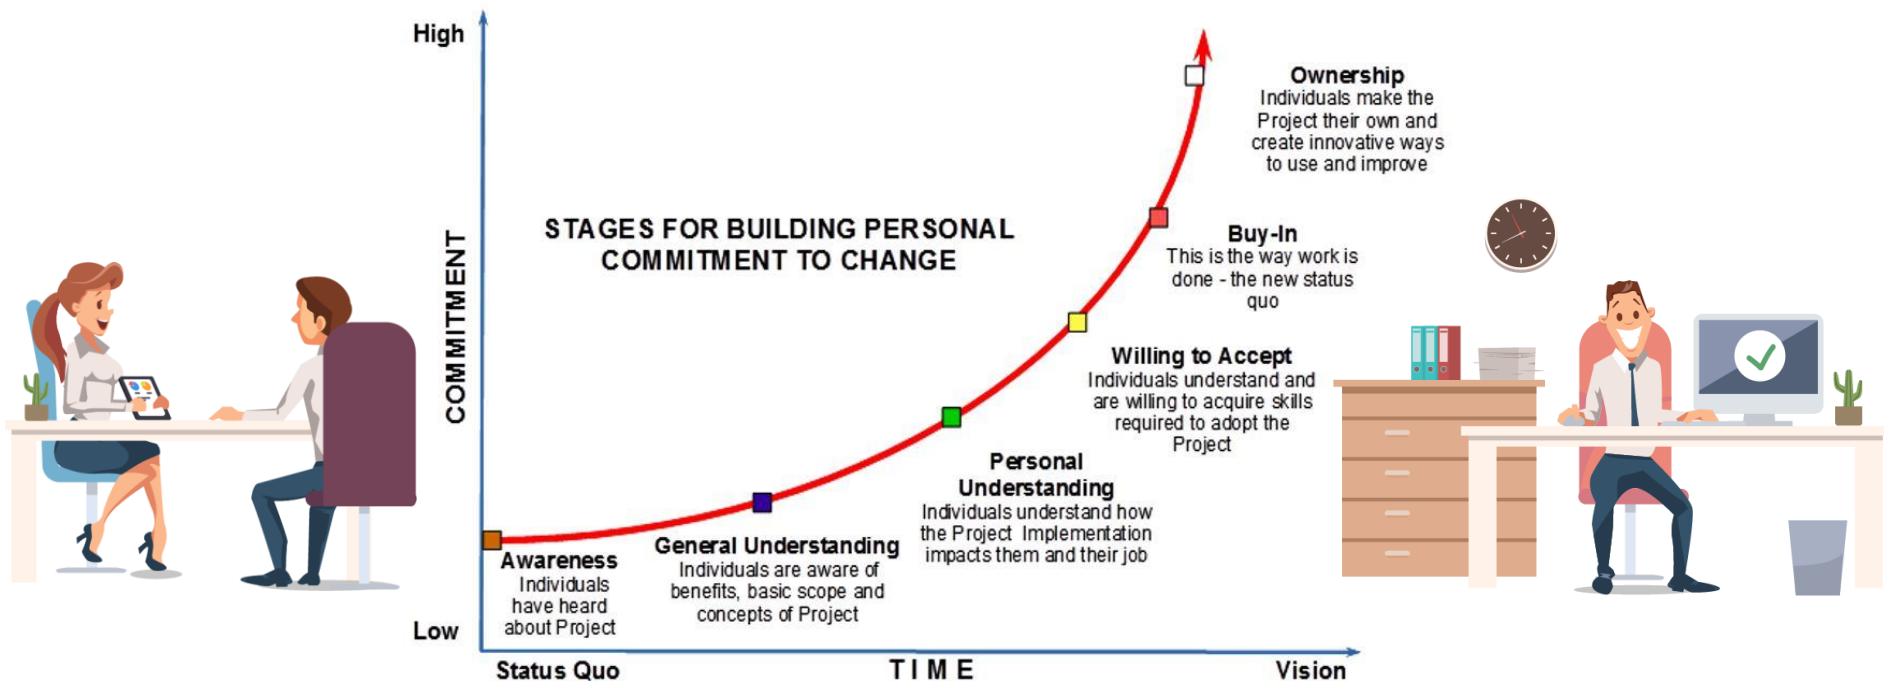 High
STAGES FOR BUILDING PERSONAL
COMMITMENT TO CHANGE
COMMITMENT
Ownership
Individuals make the
Project their own and
create innovative ways
to use and improve
Buy-In
This is the way work is
done - the new status
quo
Willing to Accept
Individuals understand and
are willing to acquire skills
required to adopt the
Project
Personal
Understanding
Individuals understand how
the Project Implementation
impacts them and their job
General Understanding
Individuals are aware of
benefits, basic scope and
concepts of Project
Awareness
Individuals
have heard
about Project
Low
Status Quo
TIME
Vision